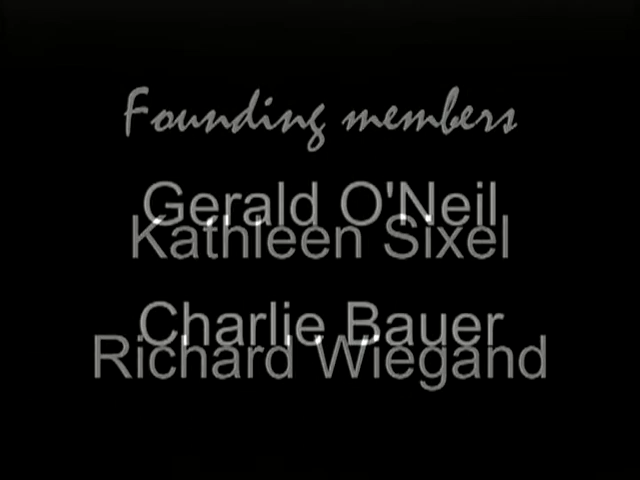 Founding members
Gerald O'Neil
Kathleen Sixel
Charlie Bauer
Richard Wiegand